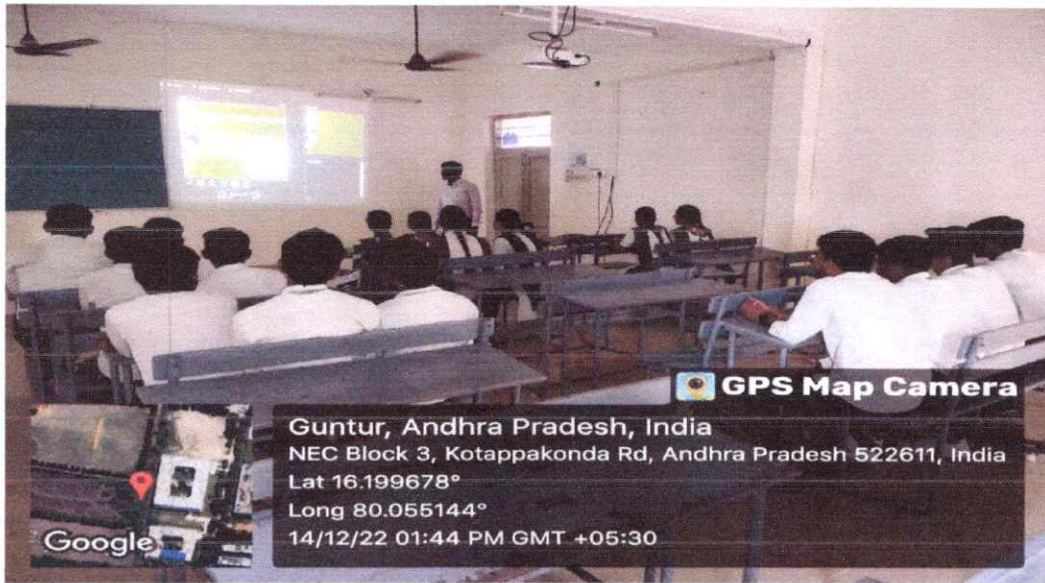 GPS Map Camera
Guntur, Andhra Pradesh, India
NEC Block 3, Kotappakonda Rd, Andhra Pradesh 522611, India
Lat 16.199678°
Long 80.055144°
14/12/22 01:44 PM GMT +05:30
Google